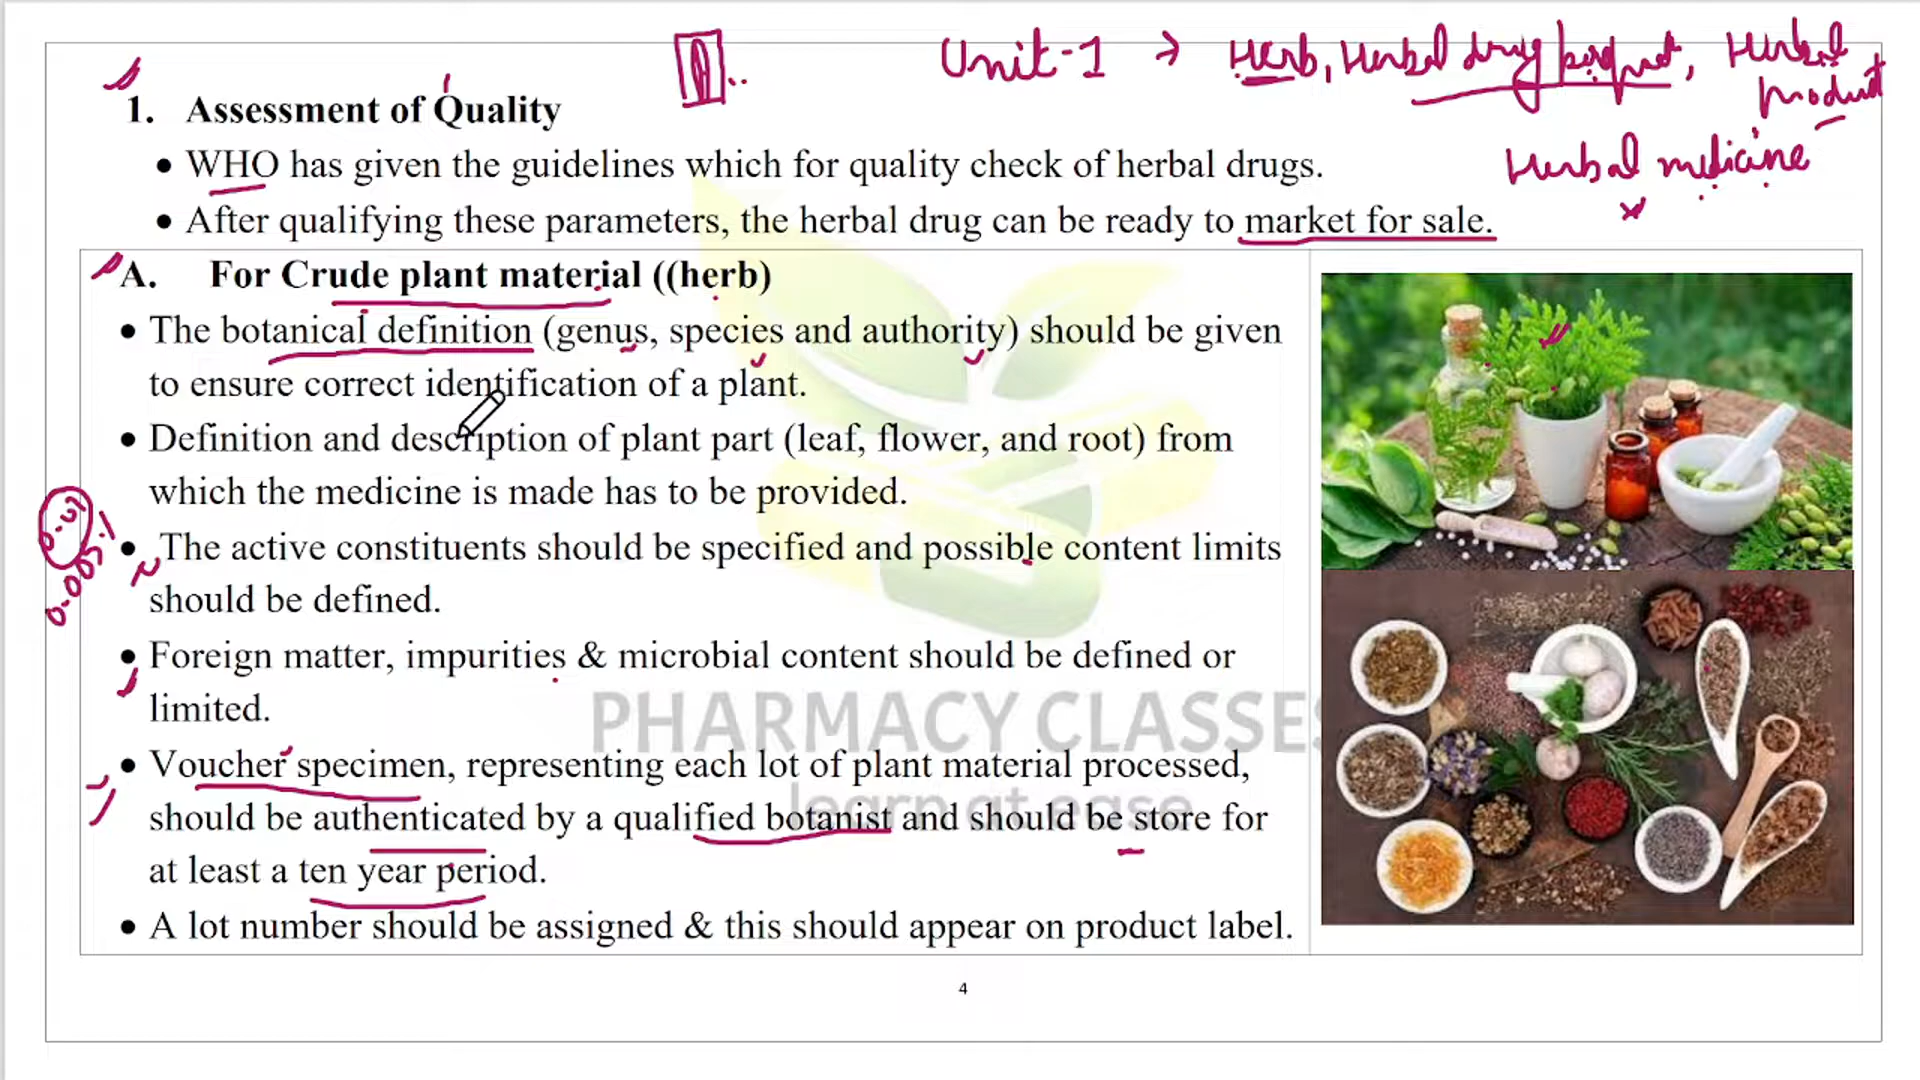 Unit-1 → Herb, Herbal drug Herbal
product
Herbal medicine
1. Assessment of Quality
• WHO has given the guidelines which for quality check of herbal drugs.
• After qualifying these parameters, the herbal drug can be ready to market for sale.
A. For Crude plant material ((herb)
• The botanical definition (genus, species and authority) should be given
to ensure correct identification of a plant.
• Definition and description of plant part (leaf, flower, and root) from
which the medicine is made has to be provided.
0.01
0.005%
• The active constituents should be specified and possible content limits
should be defined.
• Foreign matter, impurities & microbial content should be defined or
limited.
PHARMACY CLASSES
• Voucher specimen, representing each lot of plant material processed,
learn at ease
should be authenticated by a qualified botanist and should be store for
at least a ten year period.
• A lot number should be assigned & this should appear on product label.
4